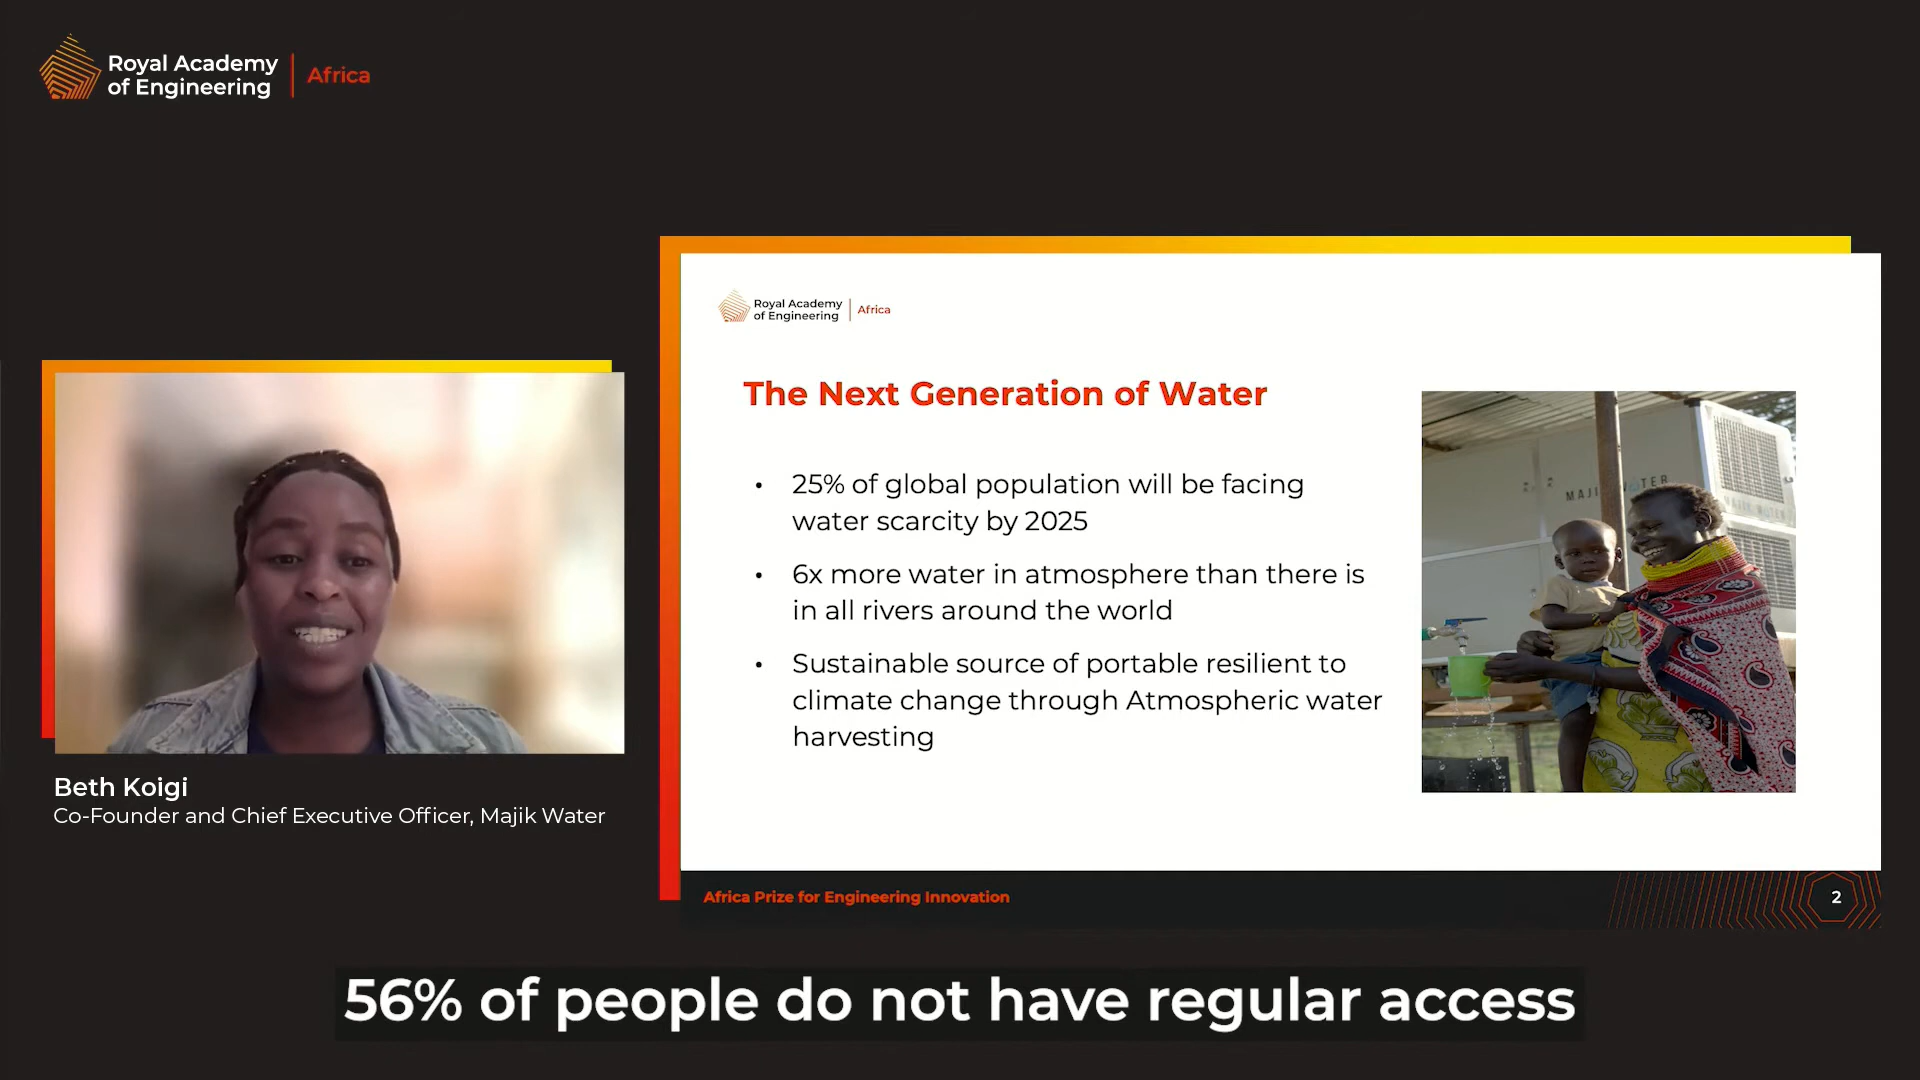 Royal Academy
of Engineering
Africa
Royal Academy
of Engineering
Africa
The Next Generation of Water
• 25% of global population will be facing
water scarcity by 2025
• 6x more water in atmosphere than there is
in all rivers around the world
• Sustainable source of portable resilient to
climate change through Atmospheric water
harvesting
Beth Koigi
Co-Founder and Chief Executive Officer, Majik Water
Africa Prize for Engineering Innovation
2
56% of people do not have regular access